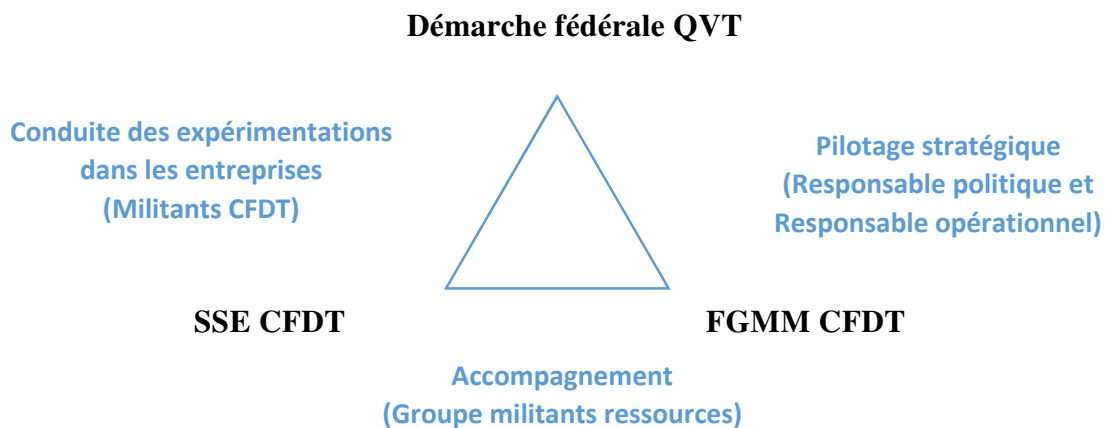 Démarche fédérale QVT
Conduite des expérimentations
dans les entreprises
(Militants CFDT)
Pilotage stratégique
(Responsable politique et
Responsable opérationnel)
SSE CFDT
FGMM CFDT
Accompagnement
(Groupe militants ressources)